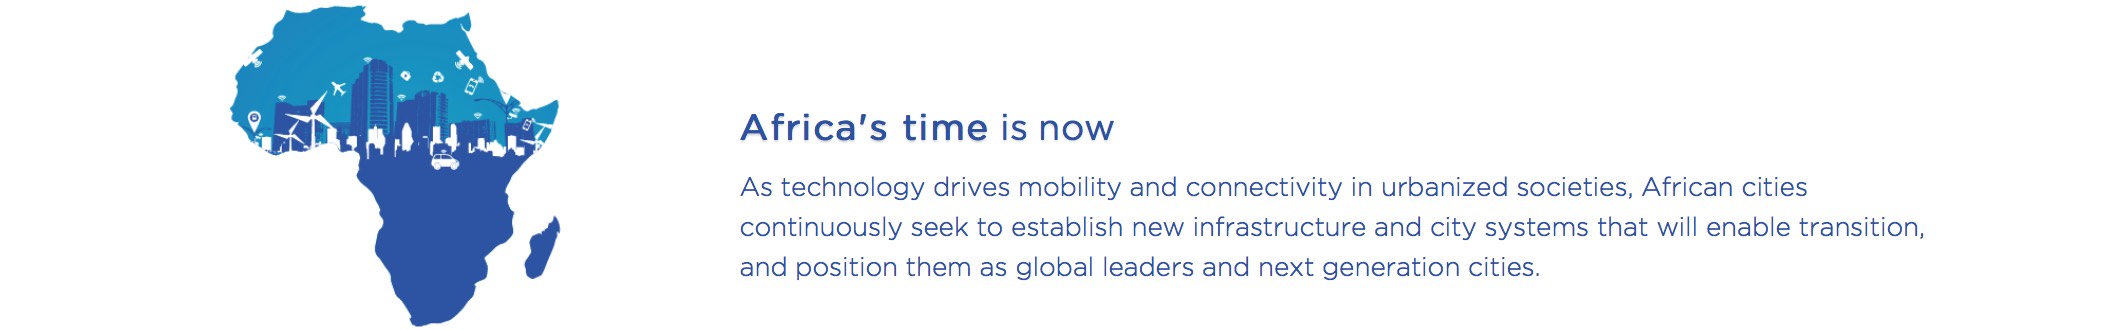 Africa's time is now
As technology drives mobility and connectivity in urbanized societies, African cities
continuously seek to establish new infrastructure and city systems that will enable transition,
and position them as global leaders and next generation cities.